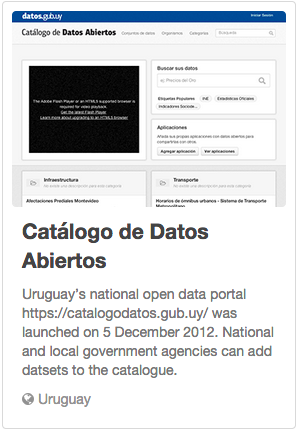 datos.gub.uy
Iniciar Sesión
Catálogo de Datos Abiertos
Conjuntos de datos Organismos Categorías Búsqueda
The Adobe Flash Player or an HTML5 supported browser is
required for video playback.
Get the latest Flash Player
Learn more about upgrading to an HTML5 browser
Buscar sus datos
ej. Precios del Oro
Etiquetas Populares INE Estadísticas Oficiales
Indicadores Sociode...
Aplicaciones
Añada sus propias aplicaciones con datos abiertos para
compartirlas con otros.
Agregar aplicación Ver aplicaciones
Infraestructura
No existe una descripción para esta categoría
Afectaciones Prediales Montevideo
Transporte
No existe una descripción para esta categoría
Horarios de ómnibus urbanos - Sistema de Transporte
Metropolitano
Catálogo de Datos
Abiertos
Uruguay's national open data portal
https://catalogodatos.gub.uy/ was
launched on 5 December 2012. National
and local government agencies can add
datsets to the catalogue.
Uruguay